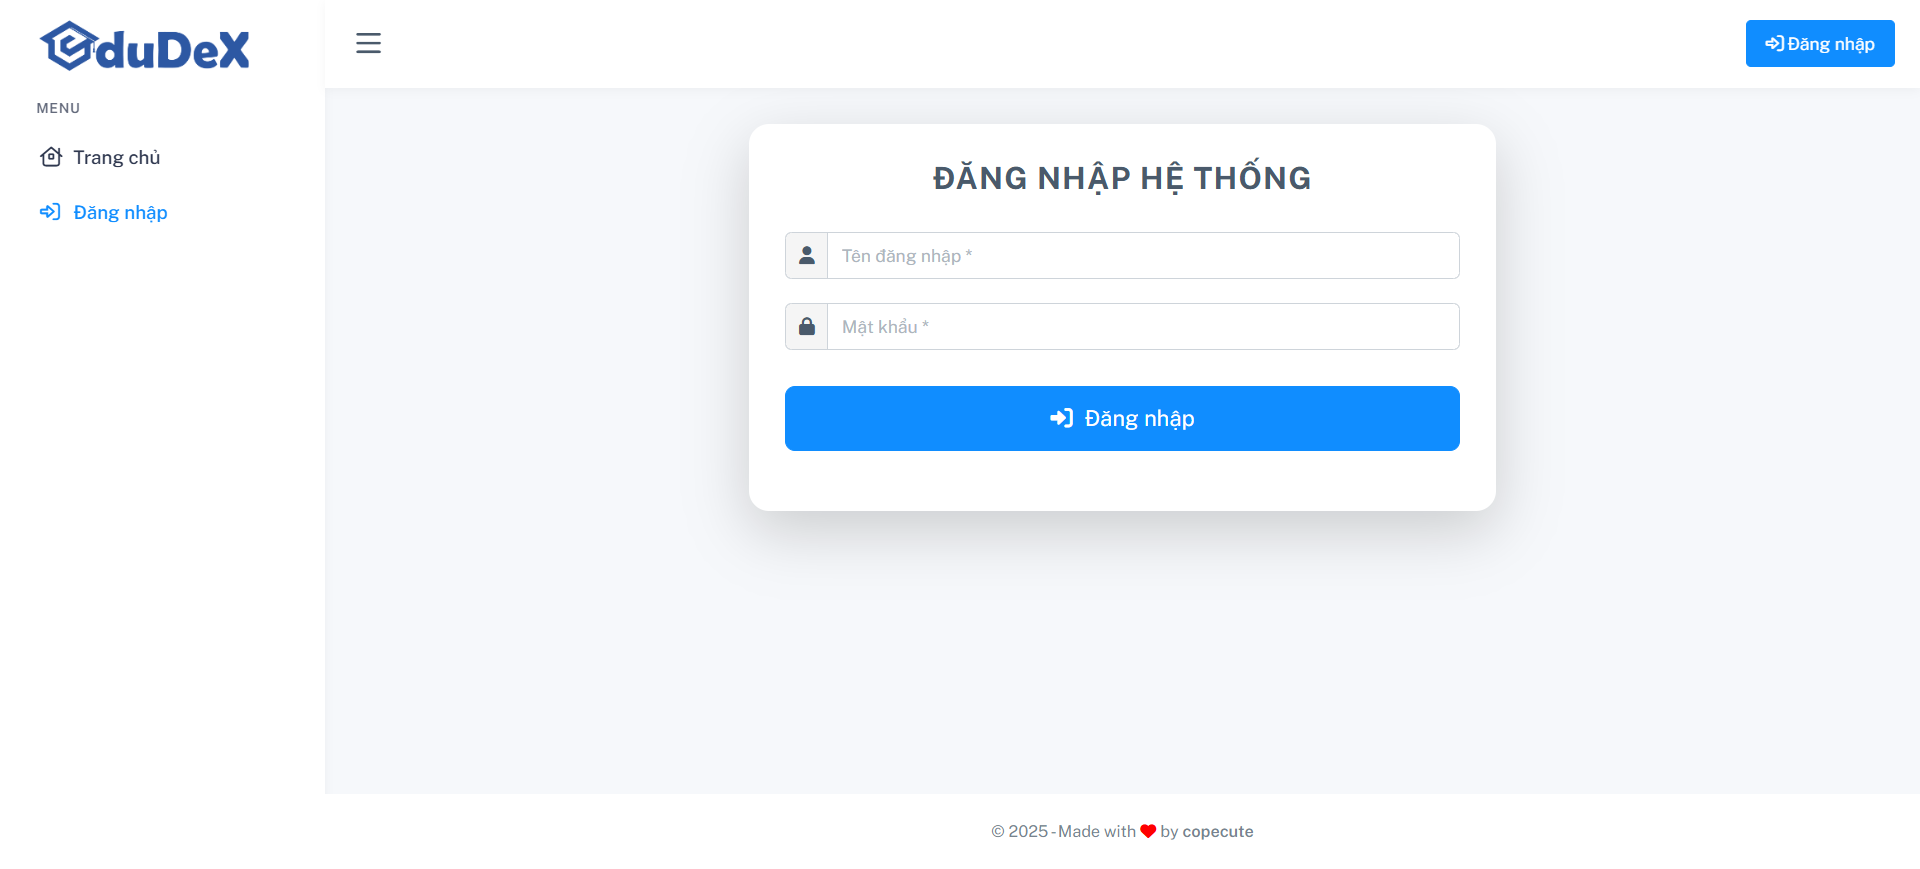 EduDeX
Đăng nhập
MENU
Trang chủ
Đăng nhập
ĐĂNG NHẬP HỆ THỐNG
Tên đăng nhập *
Mật khẩu *
Đăng nhập
© 2025 - Made with ❤ by copecute